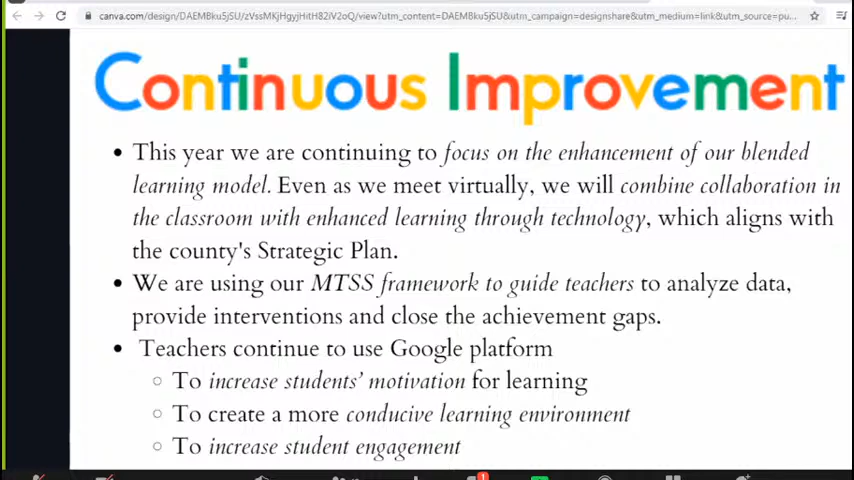 canva.com/design/DAEMBku5jSU/zVssMKjHgyjHitH82iV2oQ/view?utm_content=DAEMBku5jSU&utm_campaign=designshare&utm_medium=link&utm_source=pu...
Continuous Improvement
• This year we are continuing to focus on the enhancement of our blended
learning model. Even as we meet virtually, we will combine collaboration in
the classroom with enhanced learning through technology, which aligns with
the county's Strategic Plan.
• We are using our MTSS framework to guide teachers to analyze data,
provide interventions and close the achievement gaps.
• Teachers continue to use Google platform
○ To increase students' motivation for learning
○ To create a more conducive learning environment
○ To increase student engagement
1